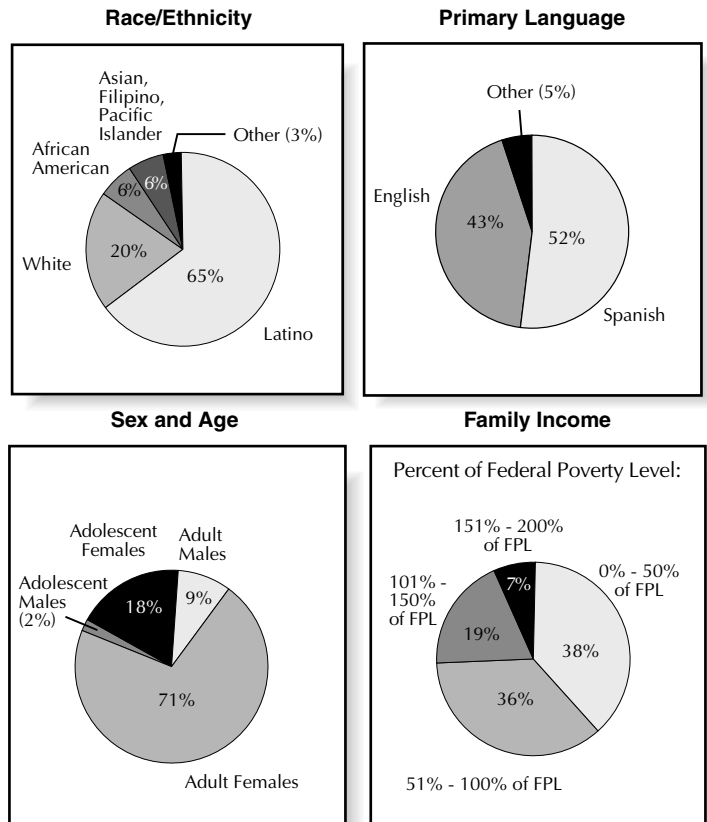 Race/Ethnicity
Asian,
Filipino,
Pacific
Islander
Other (3%)
African
American
6%
6%
20%
White
65%
Latino
Primary Language
Other (5%)
English
43%
52%
Spanish
Sex and Age
Adolescent
Females
Adult
Males
Adolescent
Males
(2%)
18%
9%
71%
Adult Females
Family Income
Percent of Federal Poverty Level:
151% - 200%
of FPL
0% - 50%
of FPL
101% -
150%
of FPL
7%
19%
38%
36%
51% - 100% of FPL